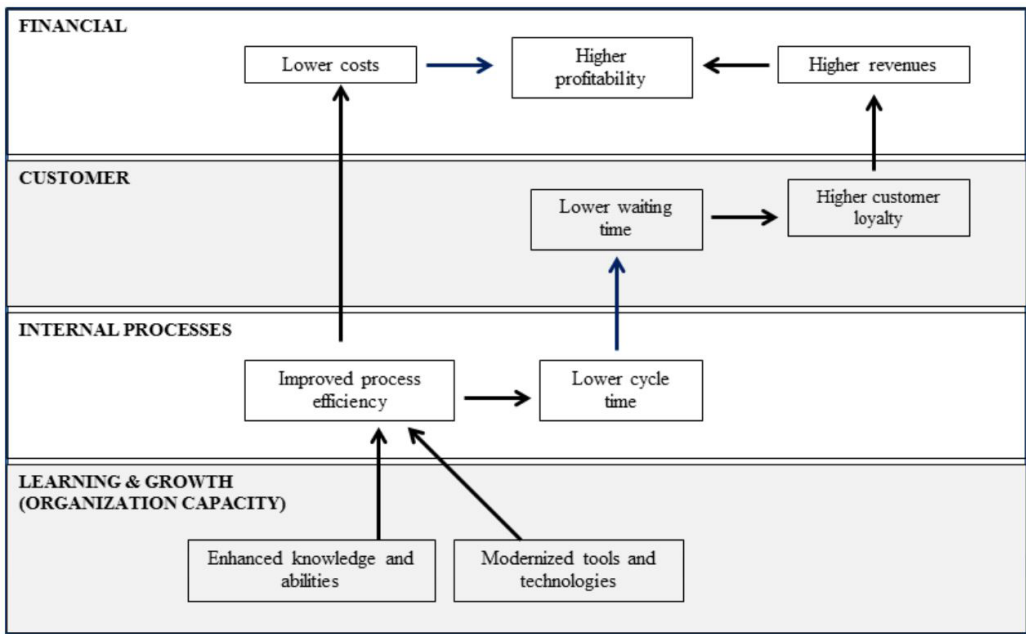 FINANCIAL
Lower costs
Higher
profitability
Higher revenues
CUSTOMER
Lower waiting
time
Higher customer
loyalty
INTERNAL PROCESSES
Improved process
efficiency
Lower cycle
time
LEARNING & GROWTH
(ORGANIZATION CAPACITY)
Enhanced knowledge and
abilities
Modernized tools and
technologies